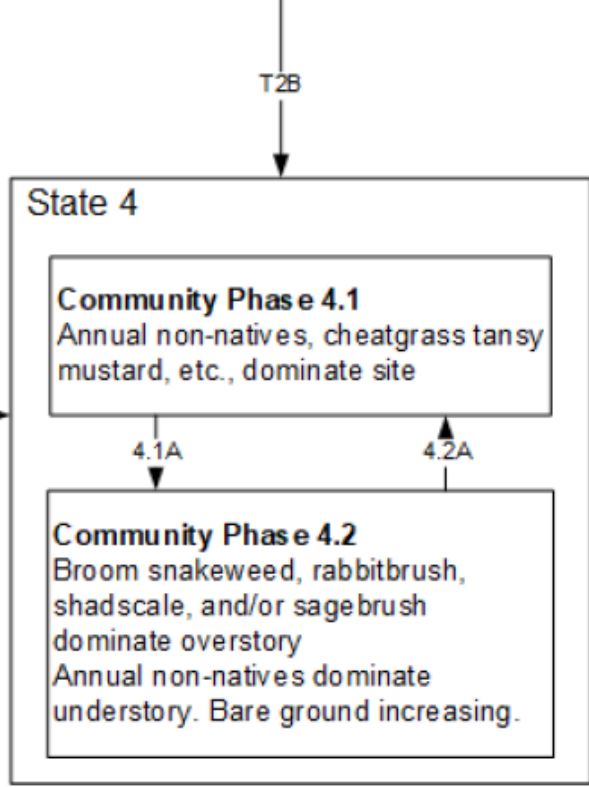 T2B
State 4
Community Phase 4.1
Annual non-natives, cheatgrass tansy
mustard, etc., dominate site
4.1A
4.2A
Community Phase 4.2
Broom snakeweed, rabbitbrush,
shadscale, and/or sagebrush
dominate overstory
Annual non-natives dominate
understory. Bare ground increasing.